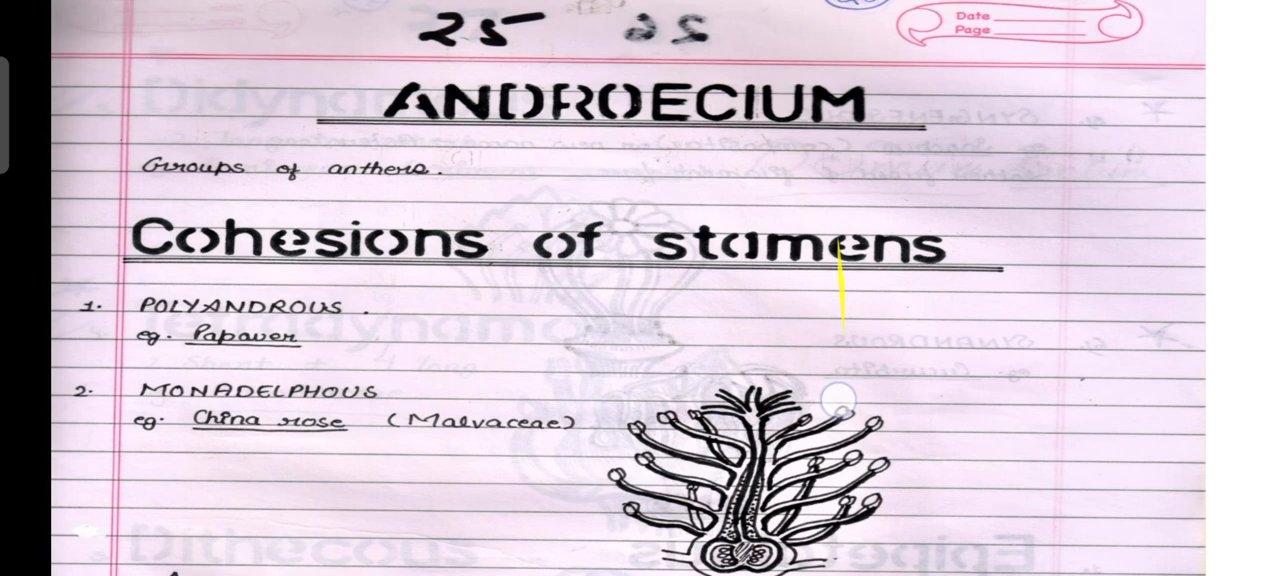 25
Date
Page
ANDROECIUM
Groups of anthers.
Cohesions of stamens
1. POLYANDROUS.
eg. Papaver
2. MONADELPHOUS
eg. China rose (Malvaceae)